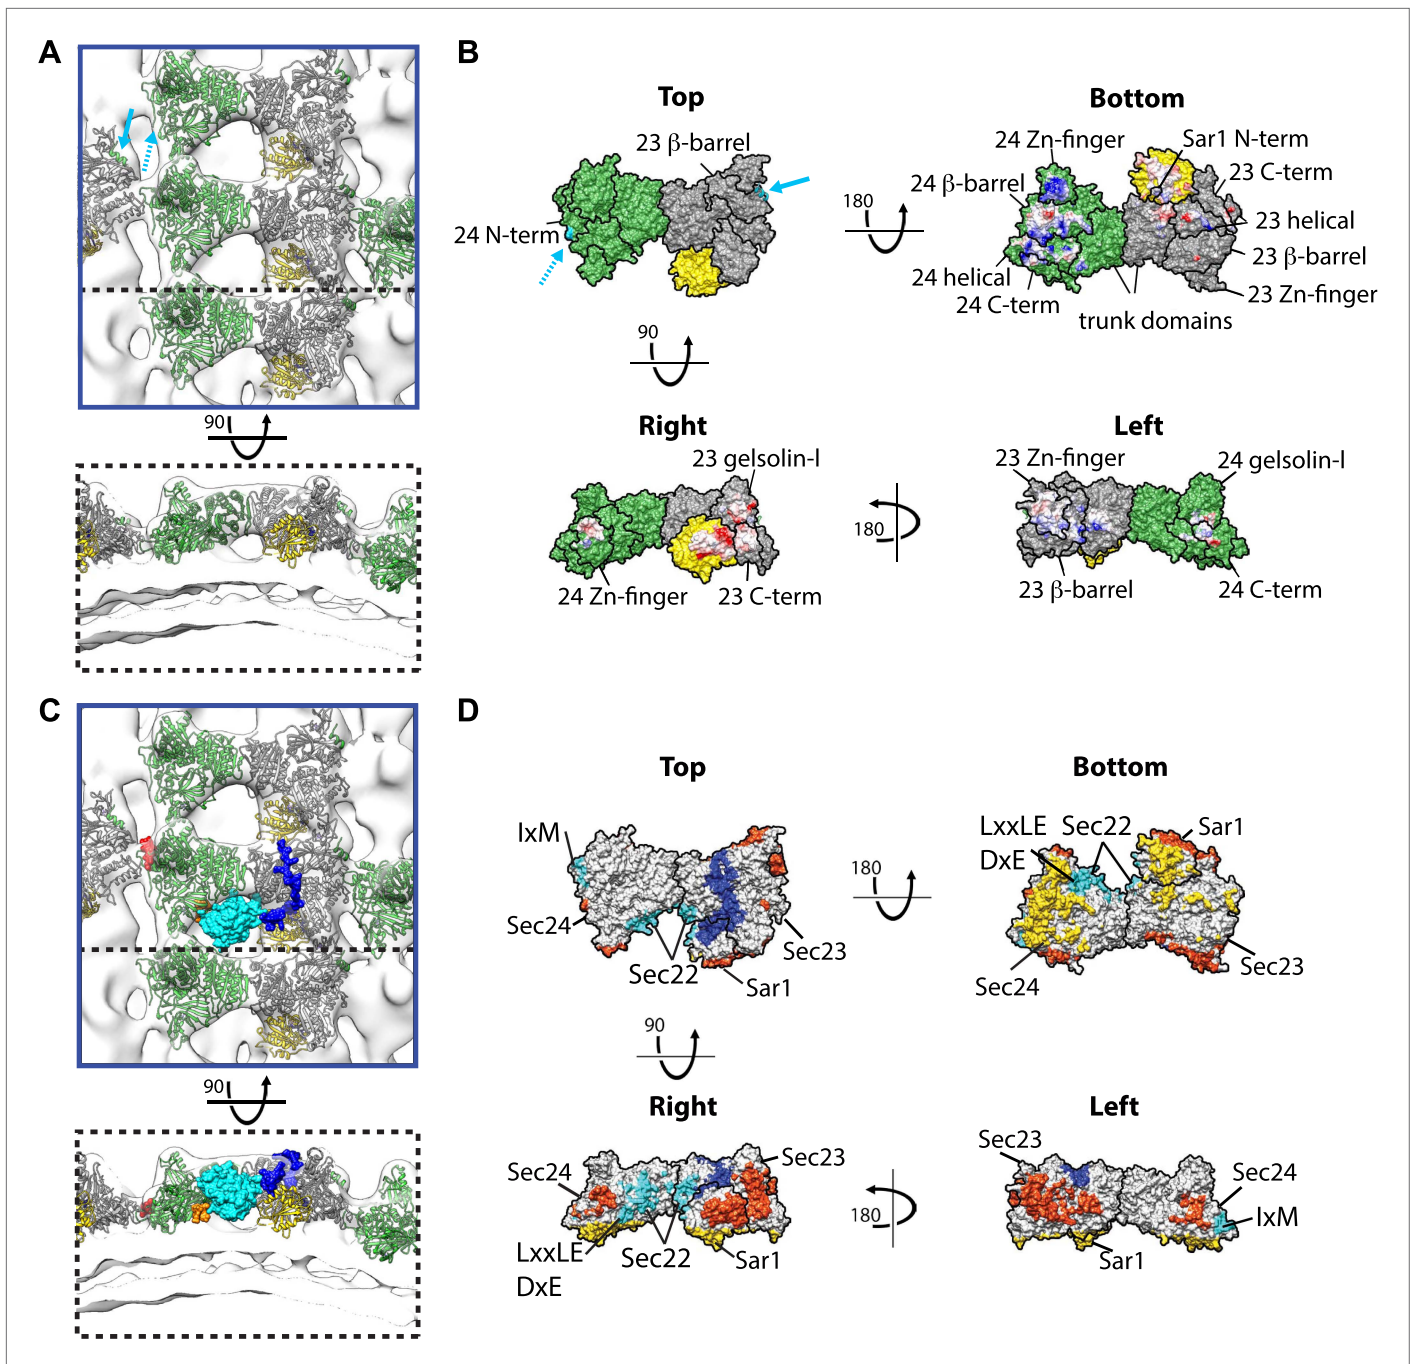 A
B
Top
Bottom
23 β-barrel
24 N-term
180
24 Zn-finger
Sar1 N-term
24 β-barrel
23 C-term
23 helical
23 β-barrel
24 helical
24 C-term
23 Zn-finger
trunk domains
90
90
Right
Left
23 gelsolin-l
24 Zn-finger
23 C-term
180
23 Zn-finger
24 gelsolin-l
23 β-barrel
24 C-term
C
D
Top
Bottom
IxM
Sec24
Sec22
Sec23
Sar1
180
LxxLE
DxE
Sec22
Sar1
Sec24
Sec23
90
90
Right
Left
Sec24
Sec23
LxxLE
DxE
Sec22
Sar1
180
Sec23
Sec24
IxM
Sar1